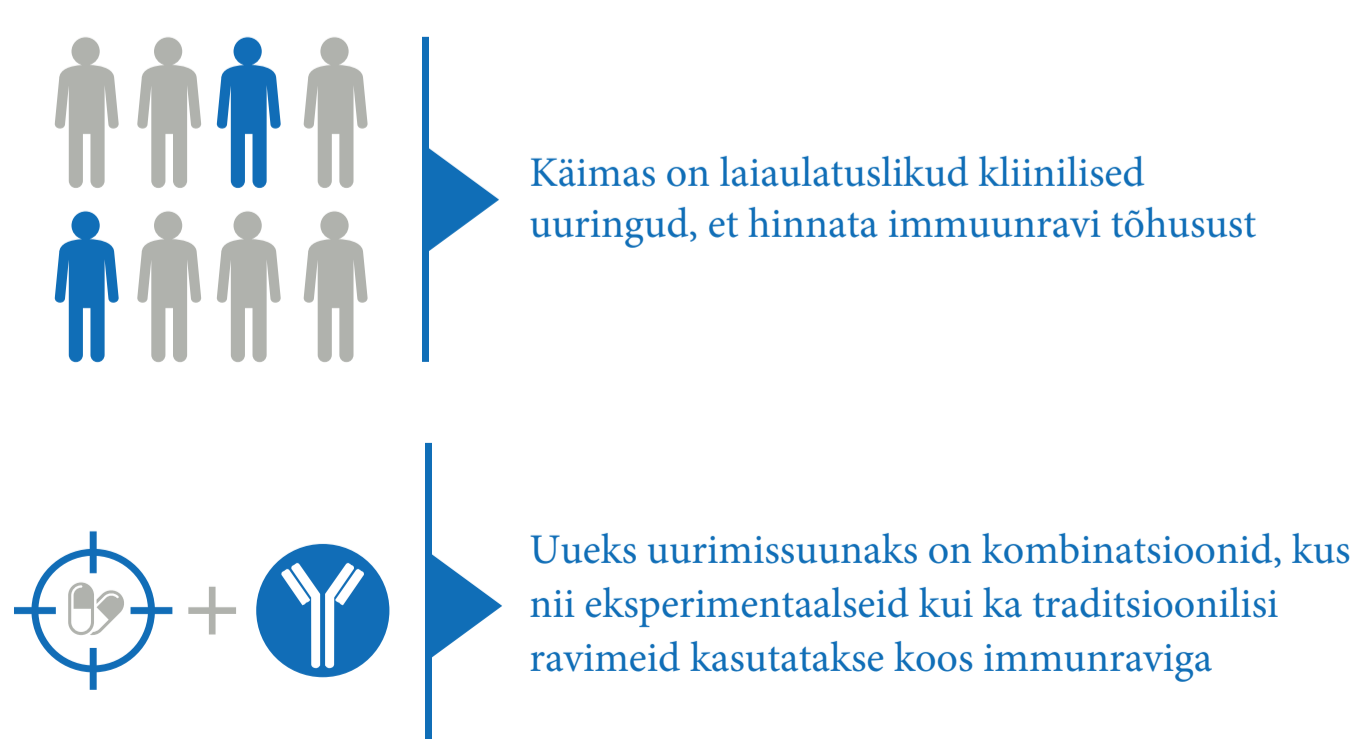 Käimas on laiaulatuslikud kliinilised
uuringud, et hinnata immuunravi tõhusust
Uueks uurimissuunaks on kombinatsioonid, kus
nii eksperimentaalseid kui ka traditsioonilisi
ravimeid kasutatakse koos immunraviga